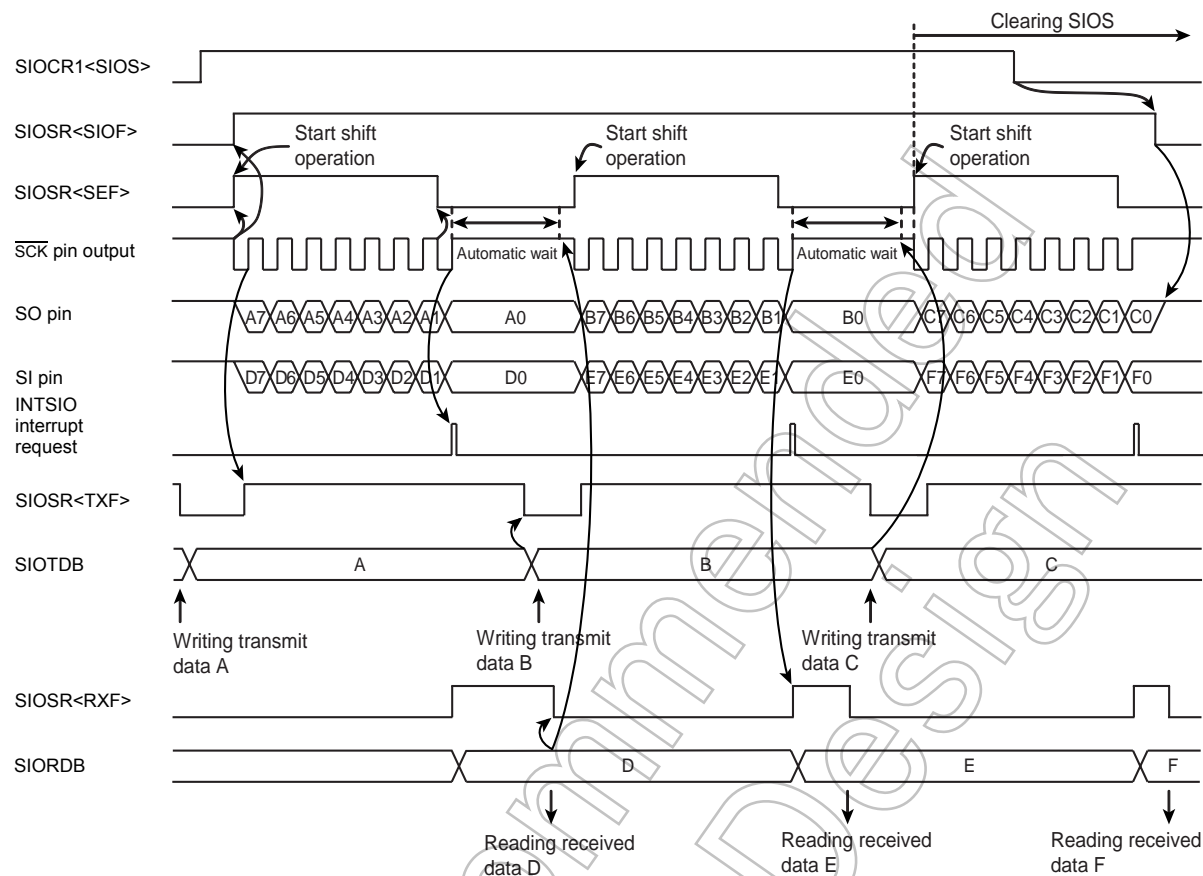 Clearing SIOS
SIOCR1<SIOS>
SIOSR<SIOF>
Start shift operation
Start shift operation
Start shift operation
SIOSR<SEF>
SCK pin output
Automatic wait
Automatic wait
SO pin
A7 A6 A5 A4 A3 A2 A1 A0 B7 B6 B5 B4 B3 B2 B1 B0 C7 C6 C5 C4 C3 C2 C1 C0
SI pin
D7 D6 D5 D4 D3 D2 D1 D0 E7 E6 E5 E4 E3 E2 E1 E0 F7 F6 F5 F4 F3 F2 F1 F0
INTSIO
interrupt
request
SIOSR<TXF>
SIOTDB
A B C
Writing transmit
data A
Writing transmit
data B
Writing transmit
data C
SIOSR<RXF>
SIORDB
D E F
Reading received
data D
Reading received
data E
Reading received
data F
ommended
Design